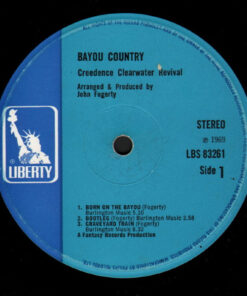 BAYOU COUNTRY
Creedence Clearwater Revival
Arranged & Produced by
John Fogerty
STEREO
℗ 1969
LBS 83261
Side 1
LIBERTY
1. BORN ON THE BAYOU (Fogerty)
Burlington Music 5.10
2. BOOTLEG (Fogerty) Burlington Music 2.58
3. GRAVEYARD TRAIN (Fogerty)
Burlington Music 8.32
A Fantasy Records Production